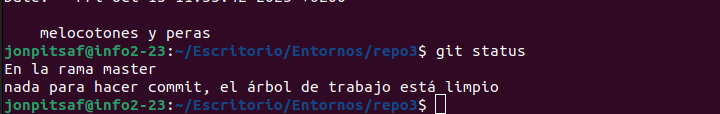 melocotones y peras
jonpitsaf@info2-23:~/Escritorio/Entornos/repo3$ git status
En la rama master
nada para hacer commit, el árbol de trabajo está limpio
jonpitsaf@info2-23:~/Escritorio/Entornos/repo3$